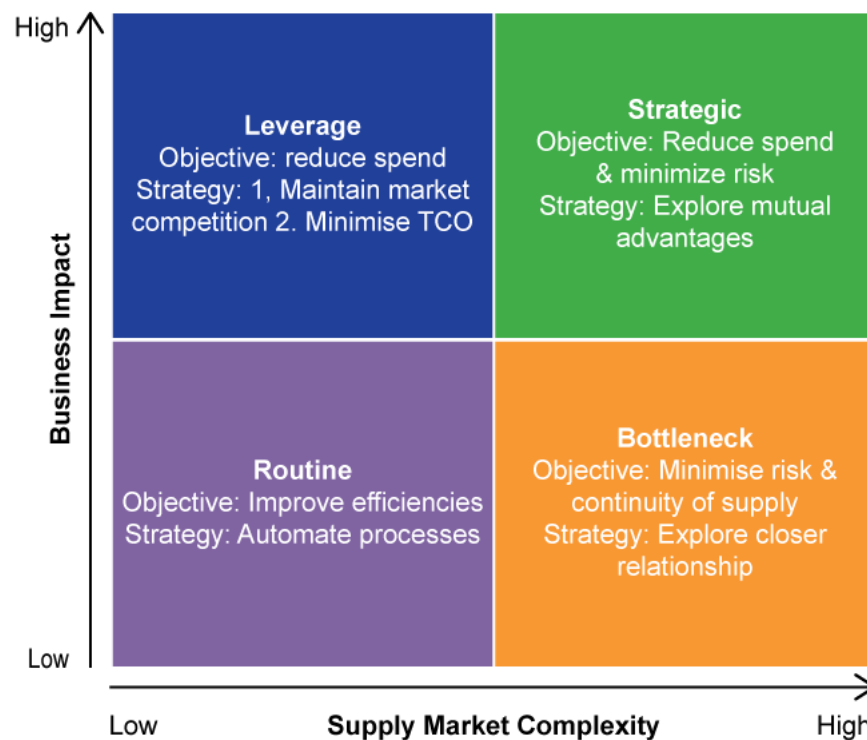 High
Leverage
Objective: reduce spend
Strategy: 1, Maintain market
competition 2. Minimise TCO
Strategic
Objective: Reduce spend
& minimize risk
Strategy: Explore mutual
advantages
Business Impact
Routine
Objective: Improve efficiencies
Strategy: Automate processes
Bottleneck
Objective: Minimise risk &
continuity of supply
Strategy: Explore closer
relationship
Low
Low
Supply Market Complexity
High